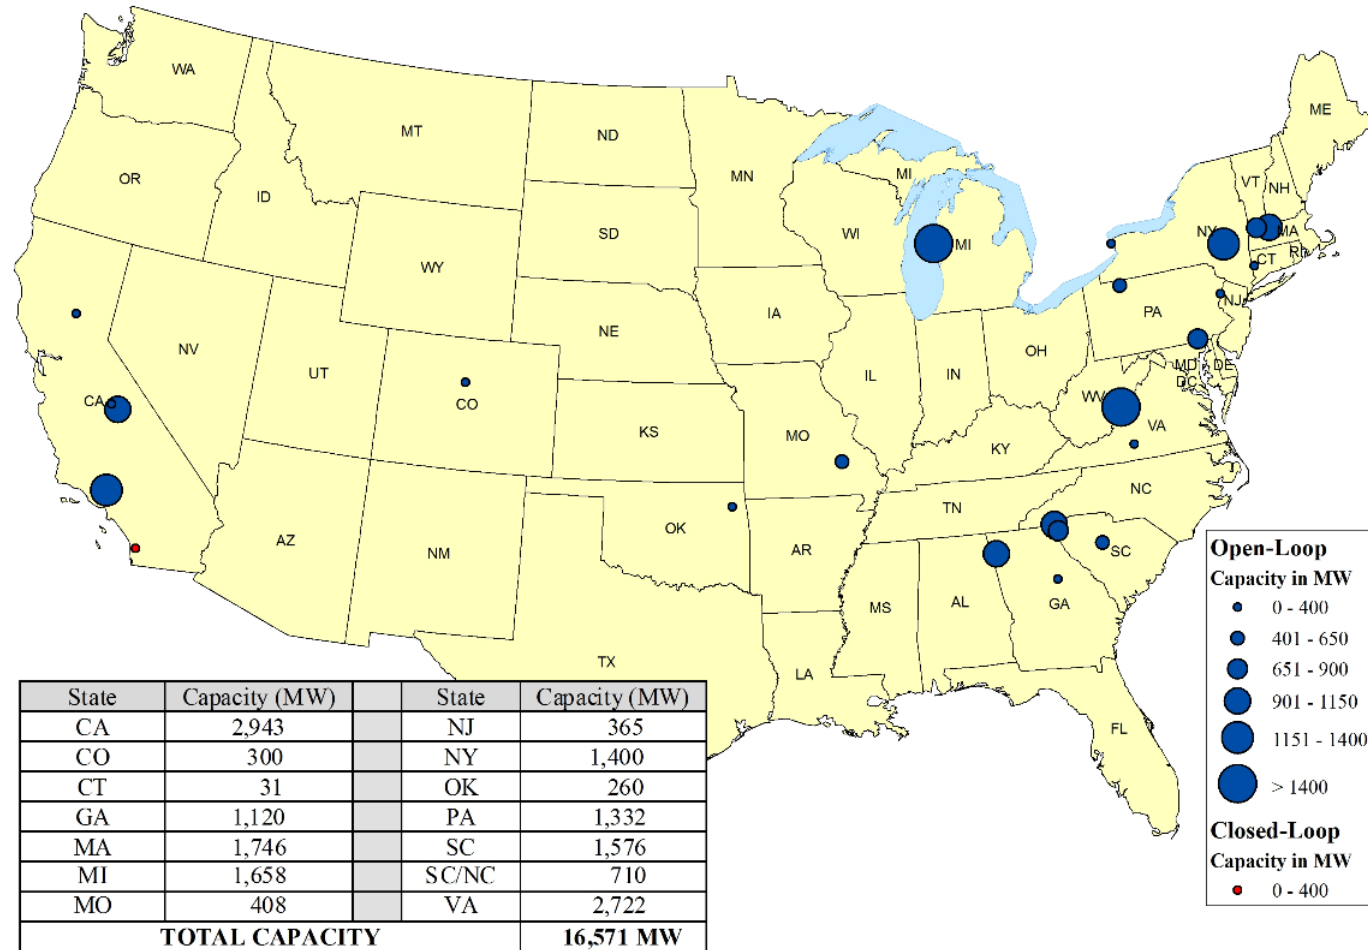 WA
MT
ND
MN
ME
OR
ID
SD
WI
MI
MI
VT
NH
NY
MA
CT
RI
WY
IA
PA
NJ
NE
NV
UT
CO
CA
IL
IN
OH
MD
DE
DC
WV
VA
KS
MO
KY
NC
TN
OK
AR
SC
AZ
NM
MS
AL
GA
TX
LA
FL
State Capacity (MW) State Capacity (MW)
CA 2,943 NJ 365
CO 300 NY 1,400
CT 31 OK 260
GA 1,120 PA 1,332
MA 1,746 SC 1,576
MI 1,658 SC/NC 710
MO 408 VA 2,722
TOTAL CAPACITY 16,571 MW
Open-Loop
Capacity in MW
0 - 400
401 - 650
651 - 900
901 - 1150
1151 - 1400
> 1400
Closed-Loop
Capacity in MW
0 - 400